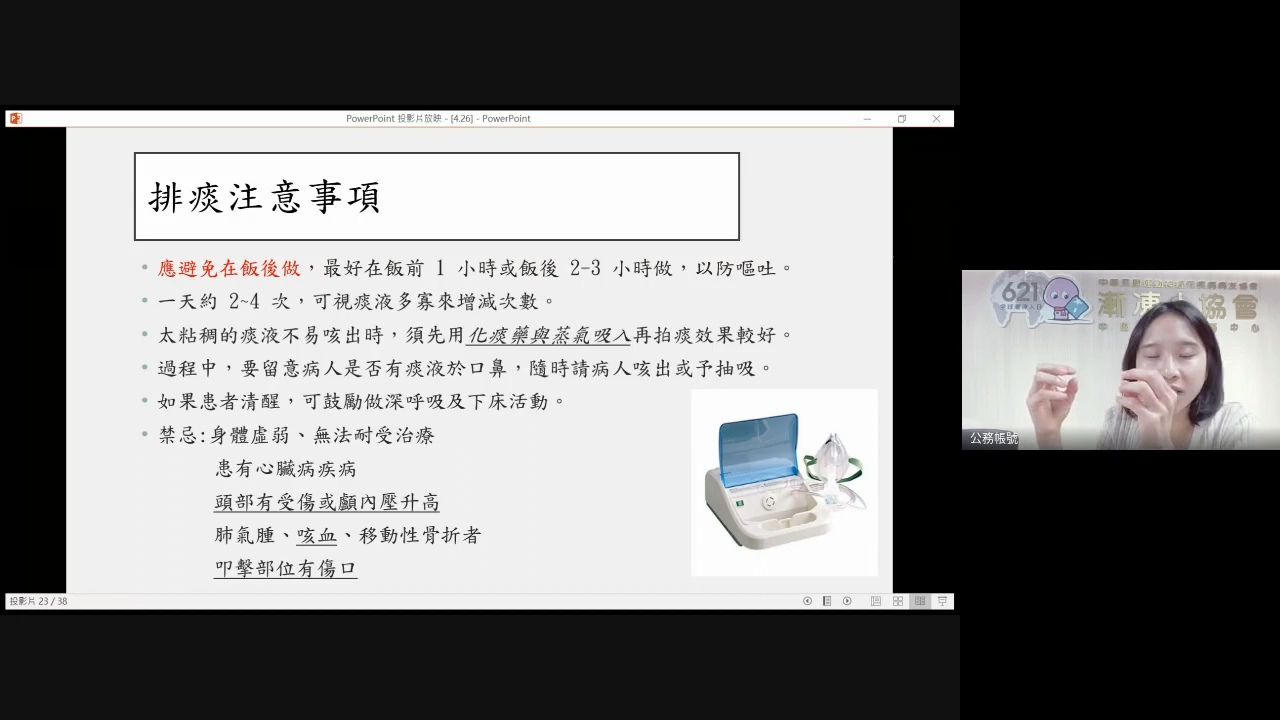 PowerPoint 投影片放映 - [4.26] - PowerPoint
排痰注意事項
• 應避免在飯後做，最好在飯前 1 小時或飯後 2-3 小時做，以防嘔吐。
• 一天約 2~4 次，可視痰液多寡來增減次數。
• 太粘稠的痰液不易咳出時，須先用化痰藥與蒸氣吸入再拍痰效果較好。
• 過程中，要留意病人是否有痰液於口鼻，隨時請病人咳出或予抽吸。
• 如果患者清醒，可鼓勵做深呼吸及下床活動。
• 禁忌:身體虛弱、無法耐受治療
患有心臟病疾病
頭部有受傷或顱內壓升高
肺氣腫、咳血、移動性骨折者
叩擊部位有傷口
投影片 23 / 38
621
漸凍人協會
公務帳號